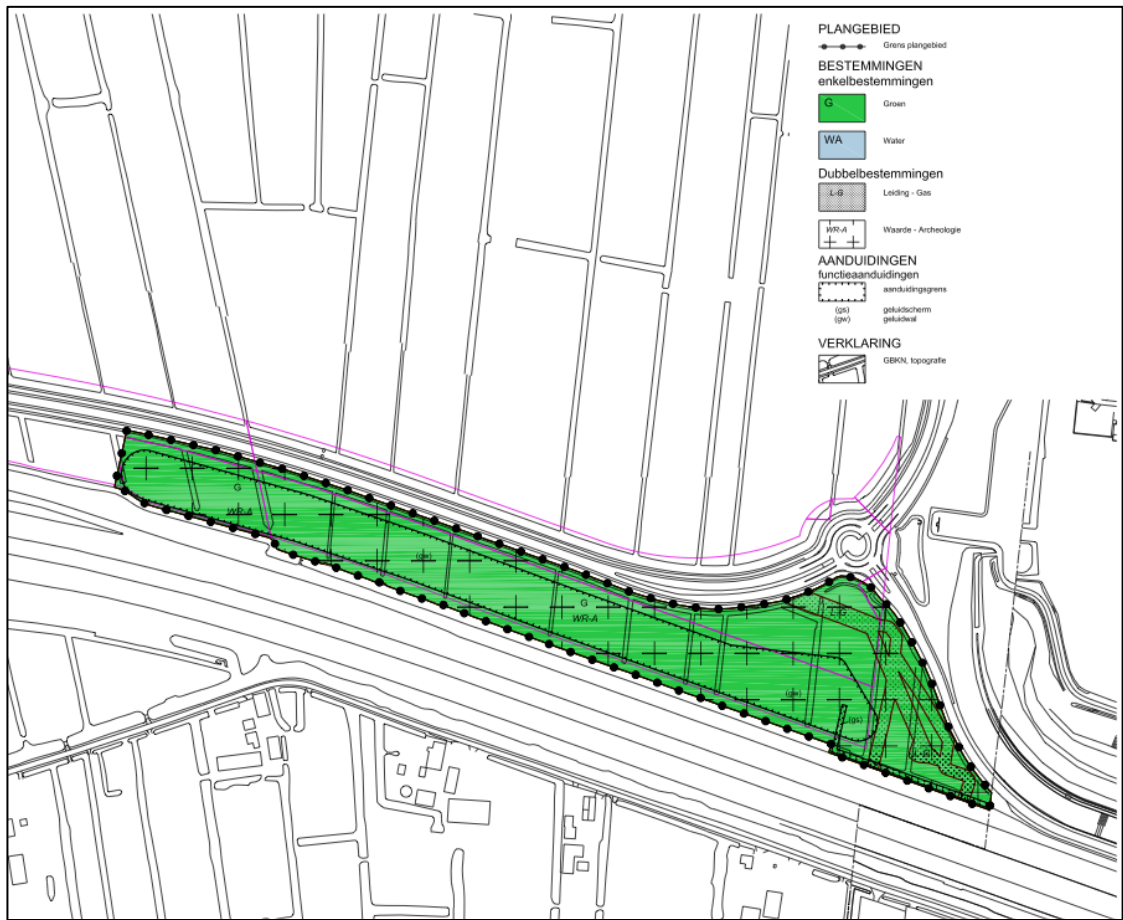 PLANGEBIED
Grens plangebied
BESTEMMINGEN
enkelbestemmingen
G Groen
WA Water
Dubbelbestemmingen
L-G Leiding - Gas
WR-A Waarde - Archeologie
AANDUIDINGEN
functieaanduidingen
aanduidingsgrens
(gs) geluidscherm
(gw) geluidwal
VERKLARING
GBKN, topografie
G
WR-A
(gw)
G
WR-A
L-G
(gw)
(gs)
L-G